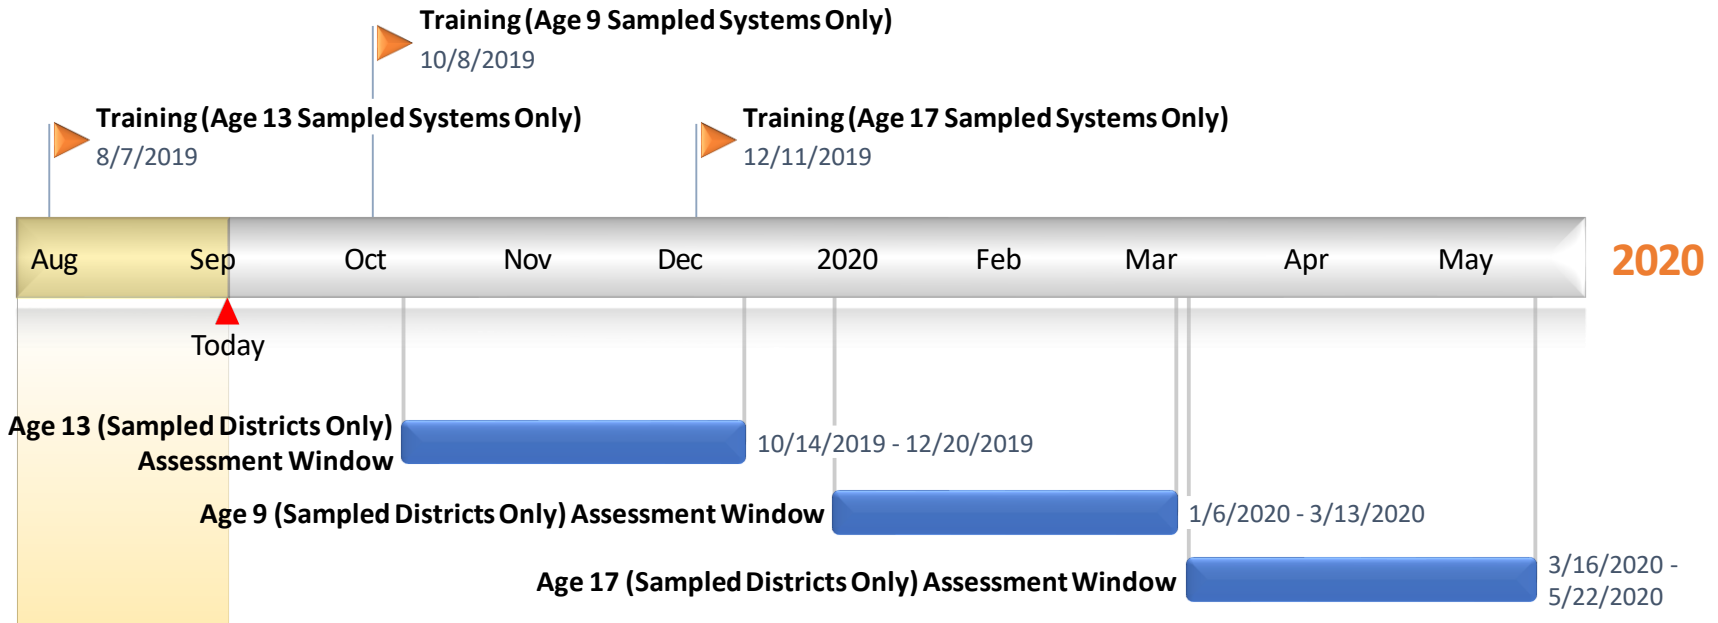 Training (Age 9 Sampled Systems Only)
10/8/2019
Training (Age 13 Sampled Systems Only)
8/7/2019
Training (Age 17 Sampled Systems Only)
12/11/2019
Aug Sep Oct Nov Dec 2020 Feb Mar Apr May 2020
Today
Age 13 (Sampled Districts Only)
Assessment Window
10/14/2019 - 12/20/2019
Age 9 (Sampled Districts Only) Assessment Window
1/6/2020 - 3/13/2020
Age 17 (Sampled Districts Only) Assessment Window
3/16/2020 -
5/22/2020